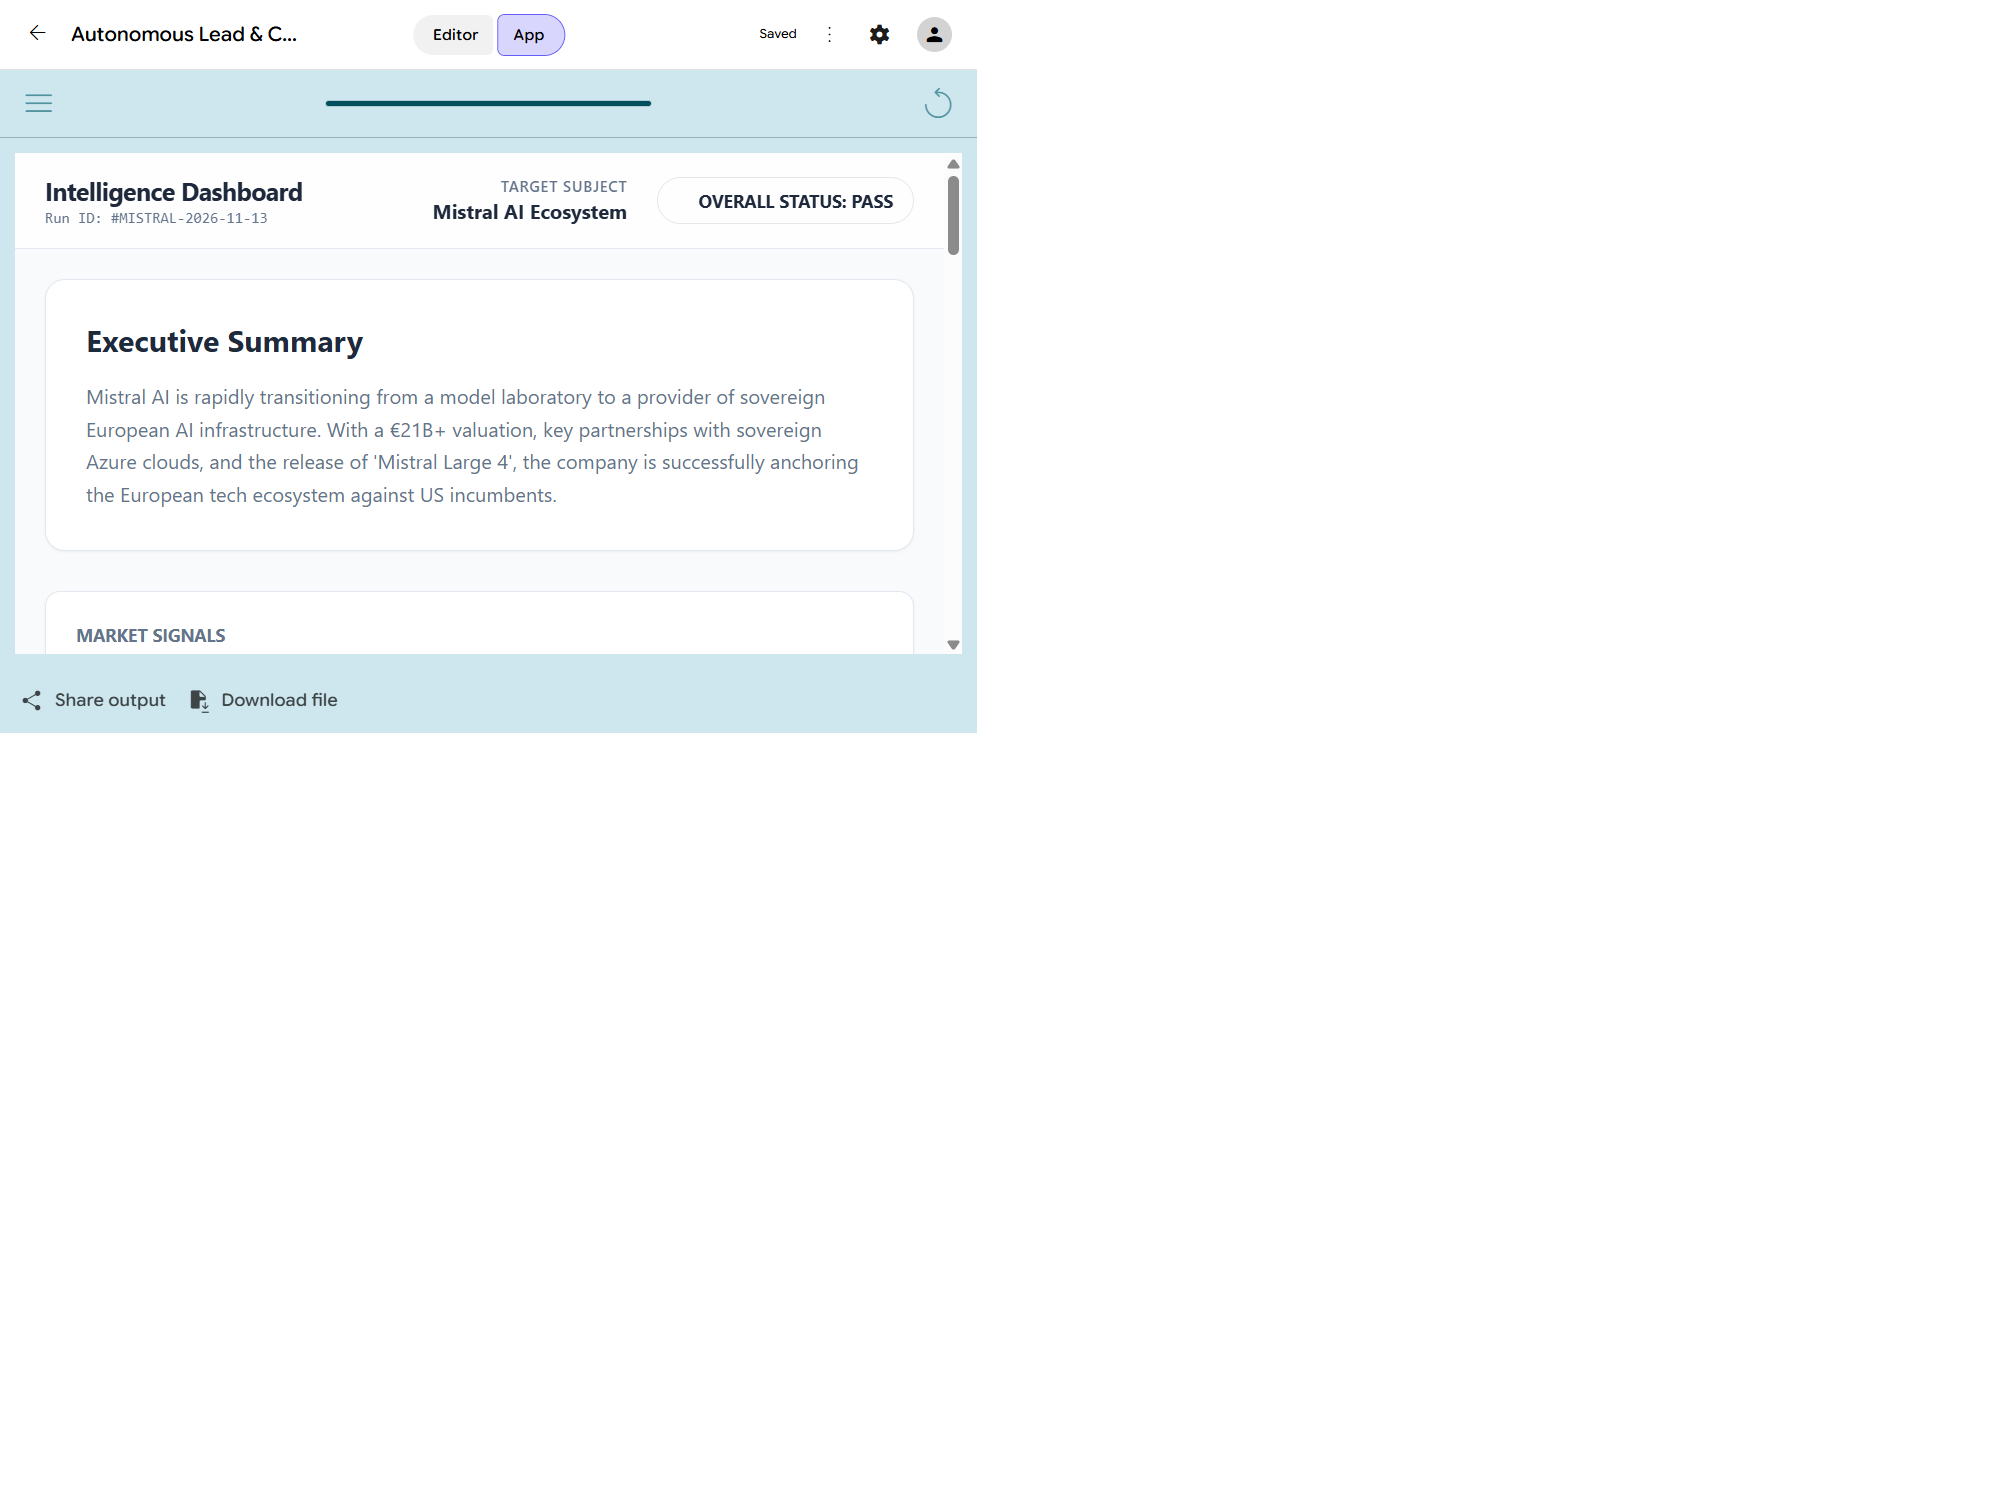 Autonomous Lead & C...
Editor
App
Saved
Intelligence Dashboard
Run ID: #MISTRAL-2026-11-13
TARGET SUBJECT
Mistral AI Ecosystem
OVERALL STATUS: PASS
Executive Summary
Mistral AI is rapidly transitioning from a model laboratory to a provider of sovereign
European AI infrastructure. With a €21B+ valuation, key partnerships with sovereign
Azure clouds, and the release of 'Mistral Large 4', the company is successfully anchoring
the European tech ecosystem against US incumbents.
MARKET SIGNALS
Share output
Download file